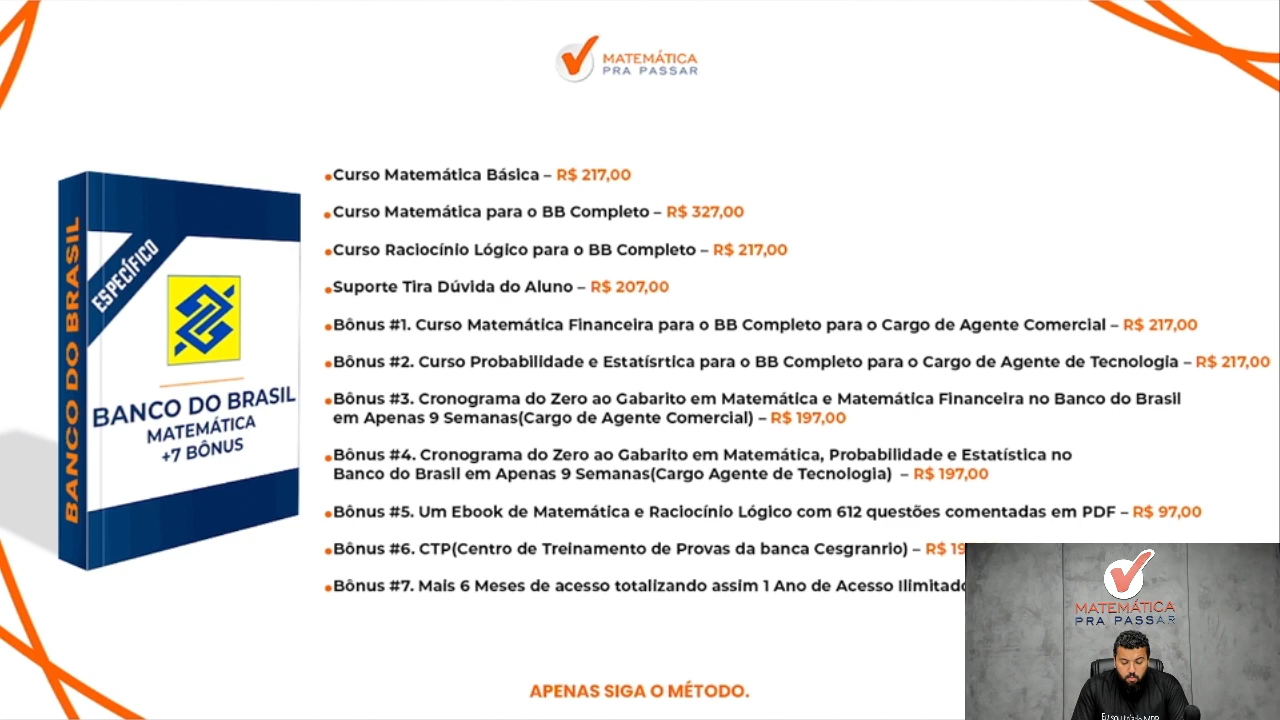 MATEMÁTICA
PRA PASSAR
•Curso Matemática Básica – R$ 217,00
•Curso Matemática para o BB Completo – R$ 327,00
•Curso Raciocínio Lógico para o BB Completo – R$ 217,00
•Suporte Tira Dúvida do Aluno – R$ 207,00
•Bônus #1. Curso Matemática Financeira para o BB Completo para o Cargo de Agente Comercial – R$ 217,00
•Bônus #2. Curso Probabilidade e Estatísrtica para o BB Completo para o Cargo de Agente de Tecnologia – R$ 217,00
•Bônus #3. Cronograma do Zero ao Gabarito em Matemática e Matemática Financeira no Banco do Brasil
em Apenas 9 Semanas(Cargo de Agente Comercial) – R$ 197,00
•Bônus #4. Cronograma do Zero ao Gabarito em Matemática, Probabilidade e Estatística no
Banco do Brasil em Apenas 9 Semanas(Cargo Agente de Tecnologia) – R$ 197,00
•Bônus #5. Um Ebook de Matemática e Raciocínio Lógico com 612 questões comentadas em PDF – R$ 97,00
•Bônus #6. CTP(Centro de Treinamento de Provas da banca Cesgranrio) – R$
•Bônus #7. Mais 6 Meses de acesso totalizando assim 1 Ano de Acesso Ilimitado
BANCO DO BRASIL
ESPECÍFICO
BANCO DO BRASIL
MATEMÁTICA
+7 BÔNUS
MATEMÁTICA
PRA PASSAR
APENAS SIGA O MÉTODO.